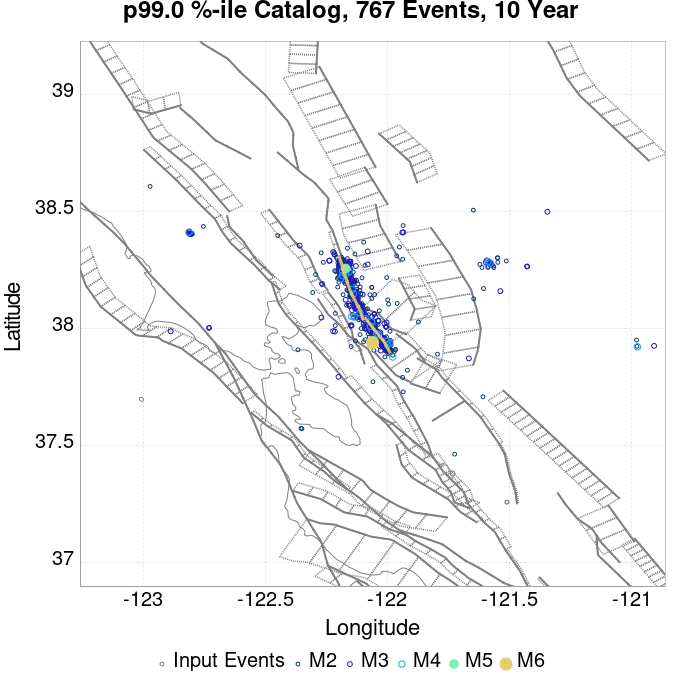 p99.0 %-ile Catalog, 767 Events, 10 Year
39
38.5
38
37.5
37
Latitude
-123
-122.5
-122
-121.5
-121
Longitude
Input Events M2 M3 M4 M5 M6